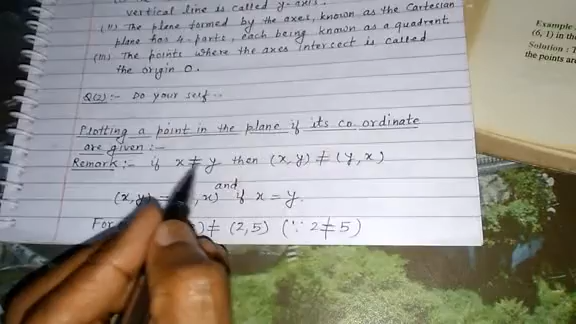 vertical line is called y-axis.
(ii) The plane formed by the axes, known as the Cartesian
plane has 4-parts, each being known as a quadrant
(iii) The points where the axes intersect is called
the origin O.
Q(2):- Do your self..
Plotting a point in the plane if its co-ordinate
are given:-
Remark:- if x ≠ y then (x,y) ≠ (y,x)
and
(x,y) = , x) if x = y.
For ) ≠ (2,5) (∵ 2 ≠ 5)
Example
(6, 1) in th
Solution : T
the points are